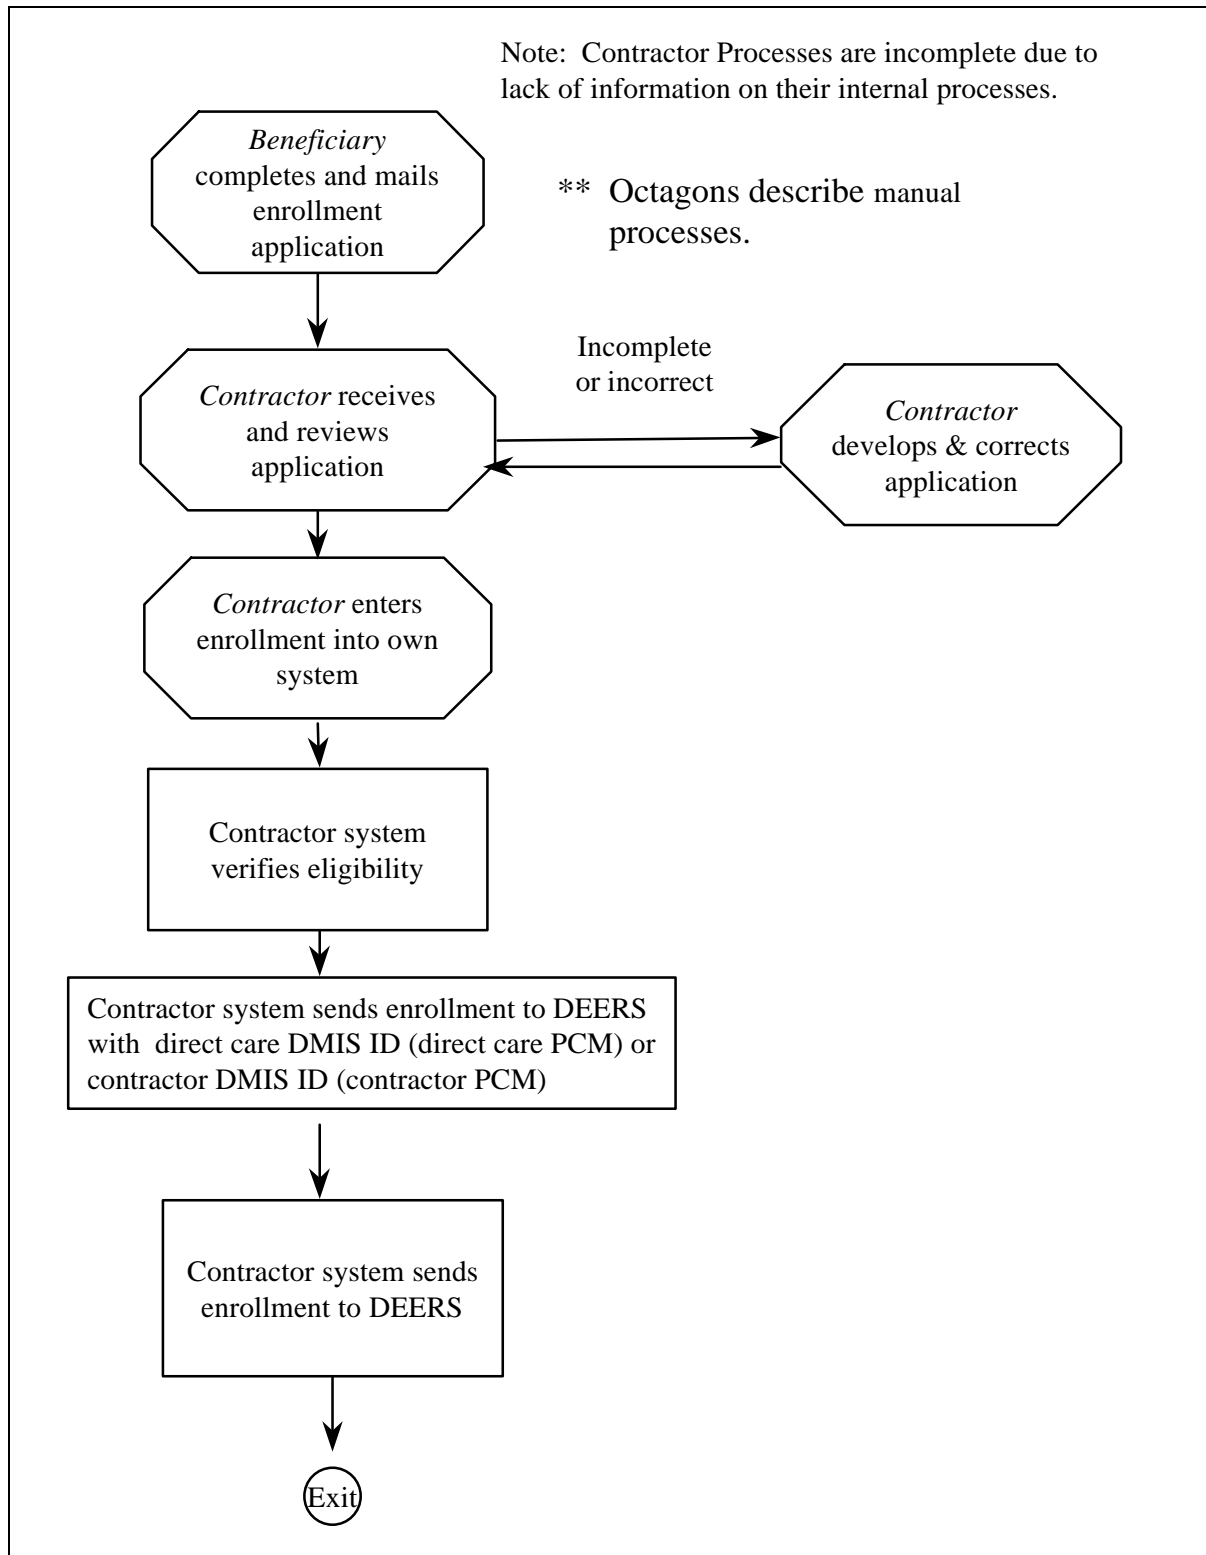 Note:  Contractor Processes are incomplete due to
lack of information on their internal processes.
Beneficiary
completes and mails
enrollment
application
** Octagons describe manual
processes.
Incomplete
or incorrect
Contractor receives
and reviews
application
Contractor
develops & corrects
application
Contractor enters
enrollment into own
system
Contractor system
verifies eligibility
Contractor system sends enrollment to DEERS
with  direct care DMIS ID (direct care PCM) or
contractor DMIS ID (contractor PCM)
Contractor system sends
enrollment to DEERS
Exit